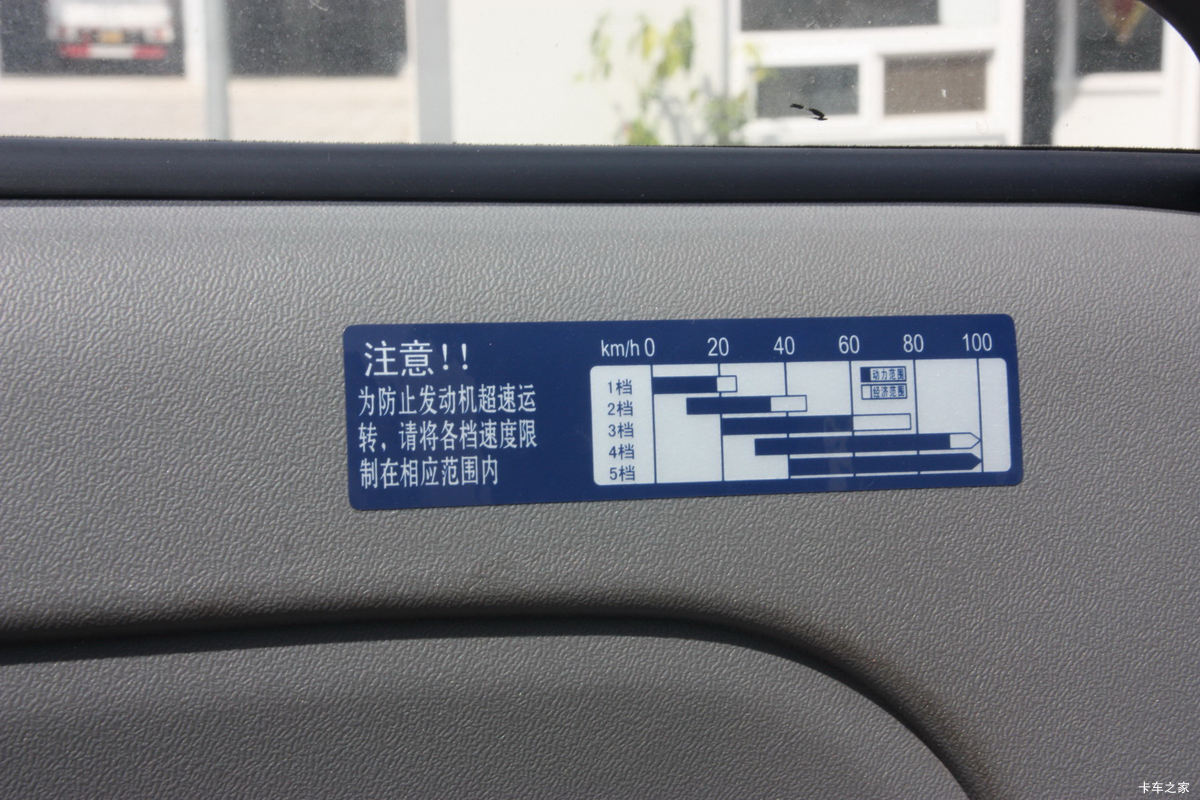 注意!!
为防止发动机超速运
转，请将各档速度限
制在相应范围内
km/h 0 20 40 60 80 100
1档
动力范围
经济范围
2档
3档
4档
5档
卡车之家